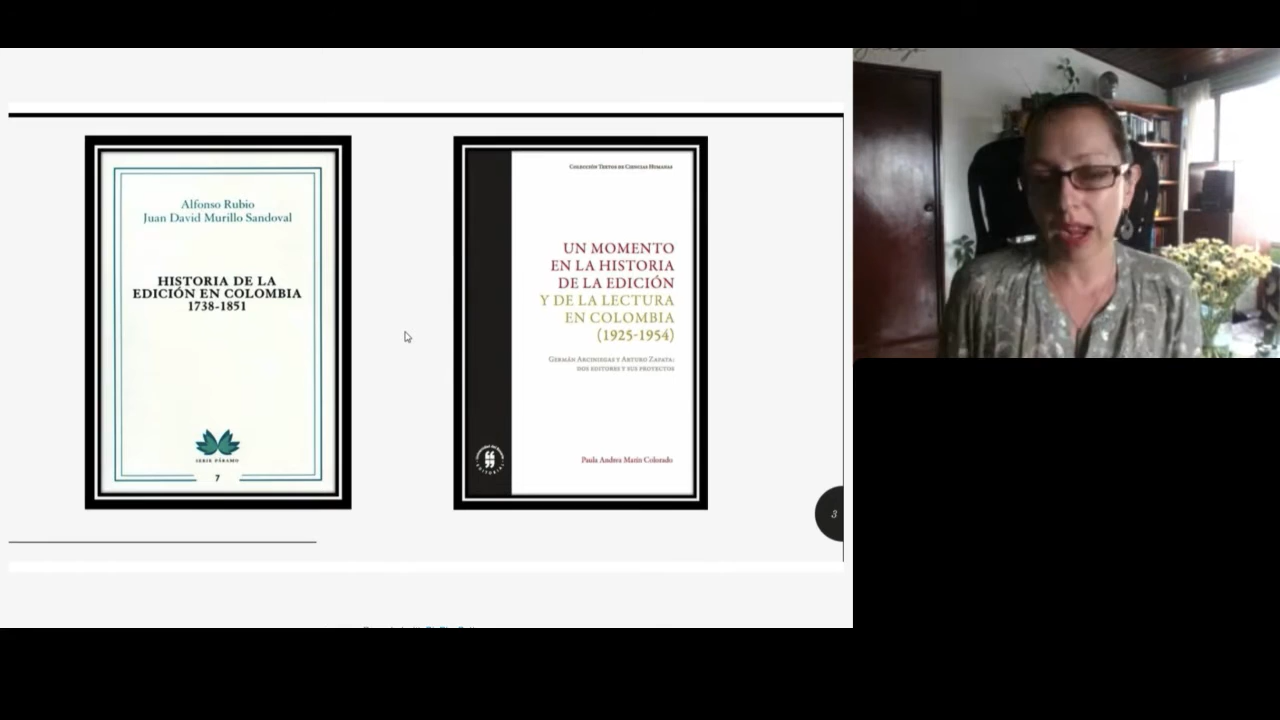 Alfonso Rubio
Juan David Murillo Sandoval
HISTORIA DE LA
EDICIÓN EN COLOMBIA
1738-1851
SERIE PÁRAMO
7
COLECCIÓN TEXTOS DE CIENCIAS HUMANAS
UN MOMENTO
EN LA HISTORIA
DE LA EDICIÓN
Y DE LA LECTURA
EN COLOMBIA
(1925-1954)
GERMÁN ARCINIEGAS Y ARTURO ZAPATA:
DOS EDITORES Y SUS PROYECTOS
Paula Andrea Marín Colorado
3